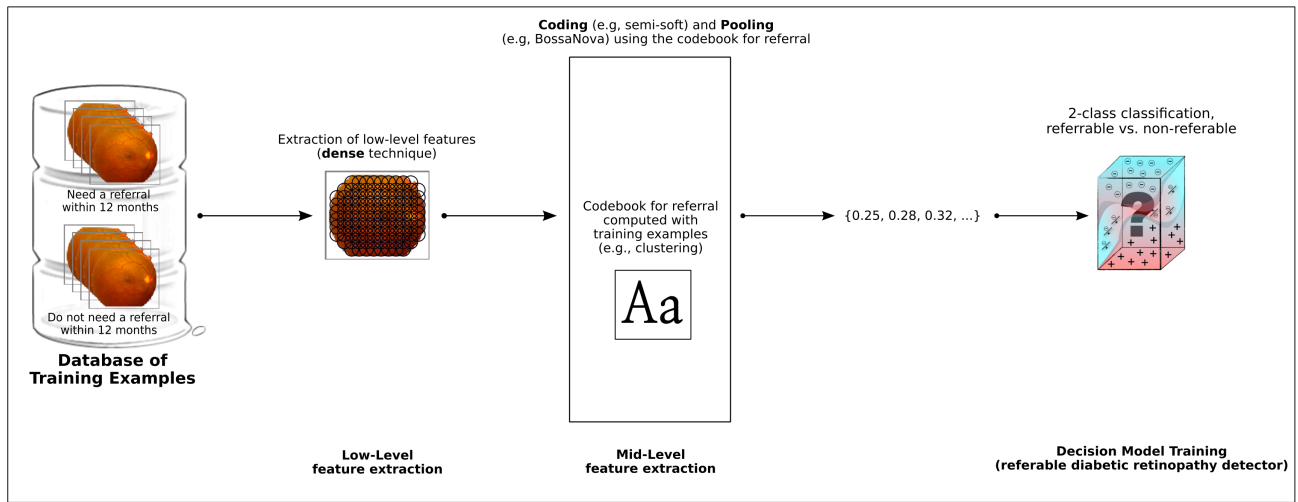 Coding (e.g, semi-soft) and Pooling
(e.g, BossaNova) using the codebook for referral
Need a referral
within 12 months
Do not need a referral
within 12 months
Database of
Training Examples
Extraction of low-level features
(dense technique)
Low-Level
feature extraction
Codebook for referral
computed with
training examples
(e.g., clustering)
Aa
Mid-Level
feature extraction
{0.25, 0.28, 0.32, ...}
2-class classification,
referrable vs. non-referable
?
Decision Model Training
(referable diabetic retinopathy detector)